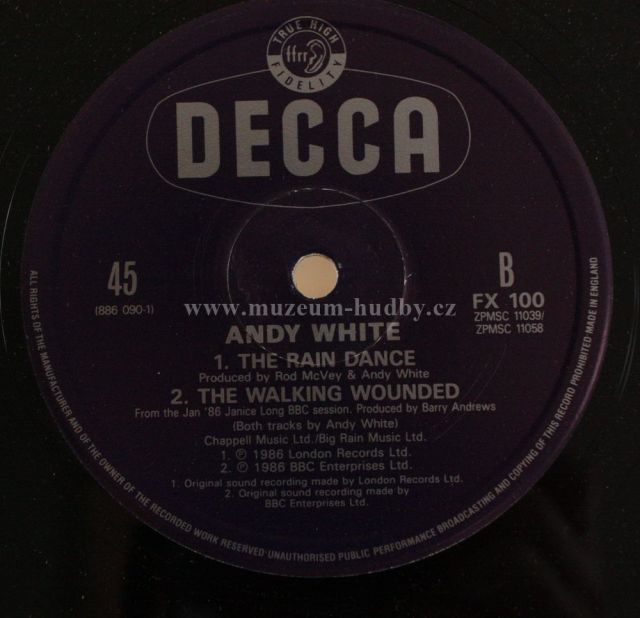 TRUE HIGH
ffrr
FIDELITY
DECCA
45
(886 090-1)
B
FX 100
ZPMSC 11039/
ZPMSC 11058
www.muzeum-hudby.cz
ANDY WHITE
1. THE RAIN DANCE
Produced by Rod McVey & Andy White
2. THE WALKING WOUNDED
From the Jan '86 Janice Long BBC session. Produced by Barry Andrews
(Both tracks by Andy White)
Chappell Music Ltd./Big Rain Music Ltd.
1. ℗ 1986 London Records Ltd.
2. ℗ 1986 BBC Enterprises Ltd.
1. Original sound recording made by London Records Ltd.
2. Original sound recording made by
BBC Enterprises Ltd.
ALL RIGHTS OF THE MANUFACTURER AND OF THE OWNER OF THE RECORDED WORK RESERVED UNAUTHORISED PUBLIC PERFORMANCE BROADCASTING AND COPYING OF THIS RECORD PROHIBITED MADE IN ENGLAND